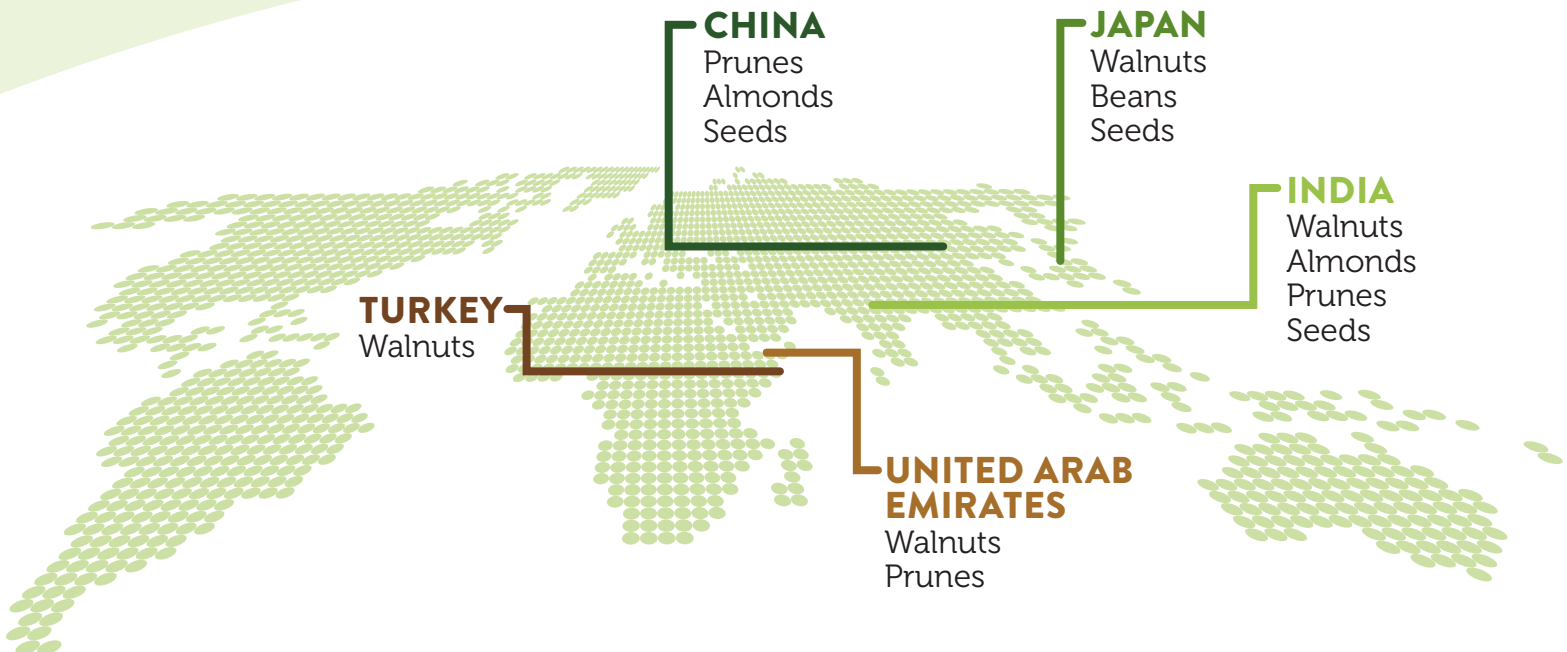 CHINA
Prunes
Almonds
Seeds
JAPAN
Walnuts
Beans
Seeds
INDIA
Walnuts
Almonds
Prunes
Seeds
TURKEY
Walnuts
UNITED ARAB
EMIRATES
Walnuts
Prunes